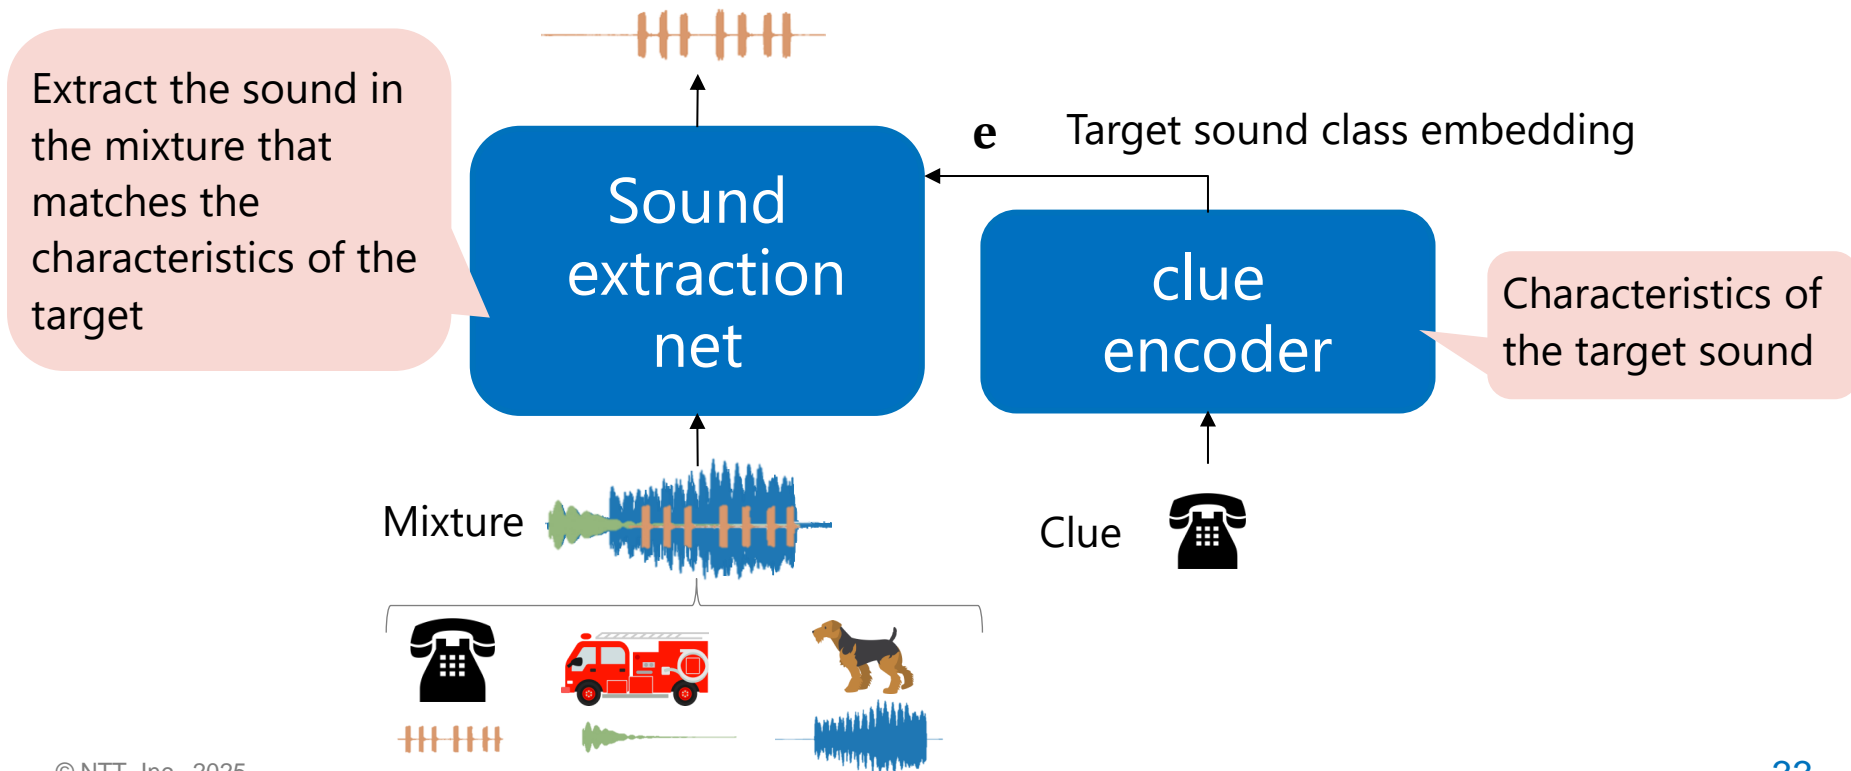 Extract the sound in
the mixture that
matches the
characteristics of the
target
Sound
extraction
net
e Target sound class embedding
clue
encoder
Characteristics of
the target sound
Mixture
Clue